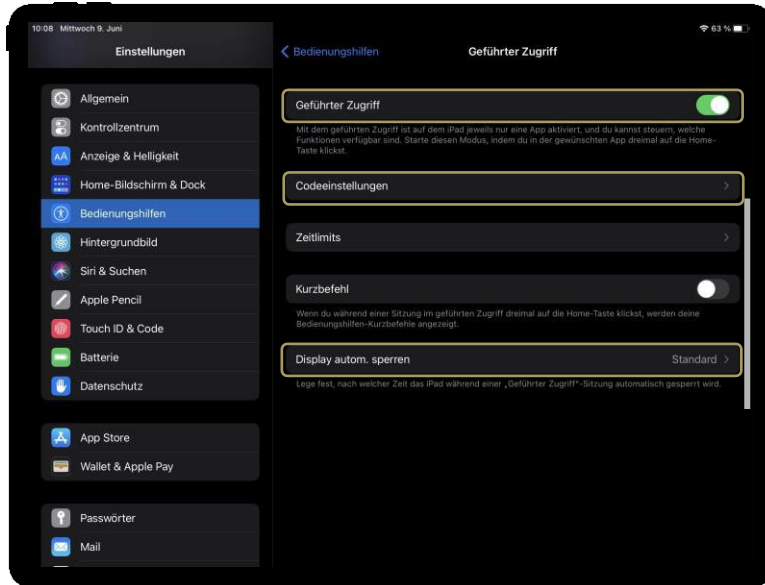 10:08 Mittwoch 9. Juni
63 %
Einstellungen
Allgemein
Kontrollzentrum
AA Anzeige & Helligkeit
Home-Bildschirm & Dock
Bedienungshilfen
Hintergrundbild
Siri & Suchen
Apple Pencil
Touch ID & Code
Batterie
Datenschutz
App Store
Wallet & Apple Pay
Passwörter
Mail
Bedienungshilfen
Geführter Zugriff
Geführter Zugriff
Mit dem geführten Zugriff ist auf dem iPad jeweils nur eine App aktiviert, und du kannst steuern, welche
Funktionen verfügbar sind. Starte diesen Modus, indem du in der gewünschten App dreimal auf die Home-
Taste klickst.
Codeeinstellungen
Zeitlimits
Kurzbefehl
Wenn du während einer Sitzung im geführten Zugriff dreimal auf die Home-Taste klickst, werden deine
Bedienungshilfen-Kurzbefehle angezeigt.
Display autom. sperren
Standard
Lege fest, nach welcher Zeit das iPad während einer „Geführter Zugriff“-Sitzung automatisch gesperrt wird.